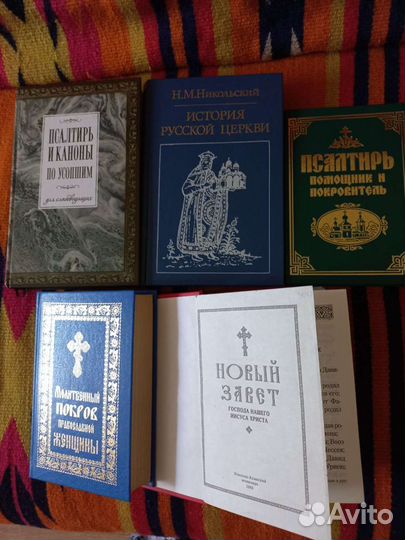 ПСАЛТИРЬ
И КАНОНЫ
ПО УСОПШИМ
для слабовидящих
Н.М.Никольский
ИСТОРИЯ
РУССКОЙ ЦЕРКВИ
ПСАЛТИРЬ
ПОМОЩНИК И
ПОКРОВИТЕЛЬ
МОЛИТВЕННЫЙ
ПОКРОВ
ПРАВОСЛАВНОЙ
ЖЕНЩИНЫ
НОВЫЙ
ЗАВЕТ
ГОСПОДА НАШЕГО
ИИСУСА ХРИСТА
Avito